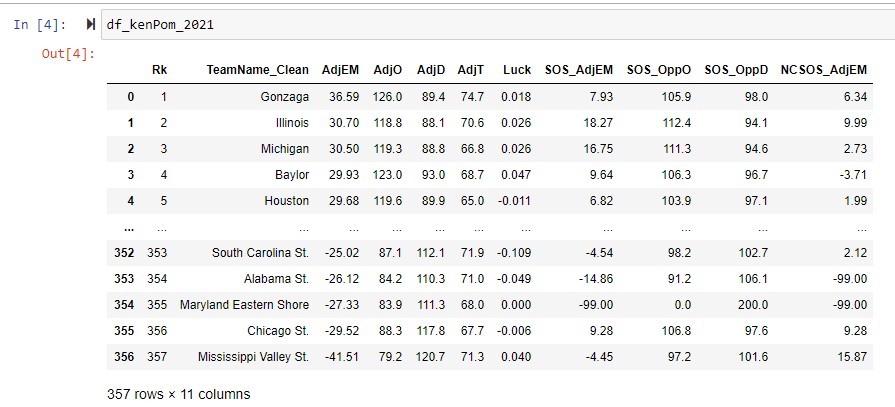 In [4]: df_kenPom_2021
Out[4]:
Rk TeamName_Clean AdjEM AdjO AdjD AdjT Luck SOS_AdjEM SOS_OppO SOS_OppD NCSOS_AdjEM
0 1 Gonzaga 36.59 126.0 89.4 74.7 0.018 7.93 105.9 98.0 6.34
1 2 Illinois 30.70 118.8 88.1 70.6 0.026 18.27 112.4 94.1 9.99
2 3 Michigan 30.50 119.3 88.8 66.8 0.026 16.75 111.3 94.6 2.73
3 4 Baylor 29.93 123.0 93.0 68.7 0.047 9.64 106.3 96.7 -3.71
4 5 Houston 29.68 119.6 89.9 65.0 -0.011 6.82 103.9 97.1 1.99
... ... ... ... ... ... ... ... ... ... ... ...
352 353 South Carolina St. -25.02 87.1 112.1 71.9 -0.109 -4.54 98.2 102.7 2.12
353 354 Alabama St. -26.12 84.2 110.3 71.0 -0.049 -14.86 91.2 106.1 -99.00
354 355 Maryland Eastern Shore -27.33 83.9 111.3 68.0 0.000 -99.00 0.0 200.0 -99.00
355 356 Chicago St. -29.52 88.3 117.8 67.7 -0.006 9.28 106.8 97.6 9.28
356 357 Mississippi Valley St. -41.51 79.2 120.7 71.3 0.040 -4.45 97.2 101.6 15.87
357 rows × 11 columns